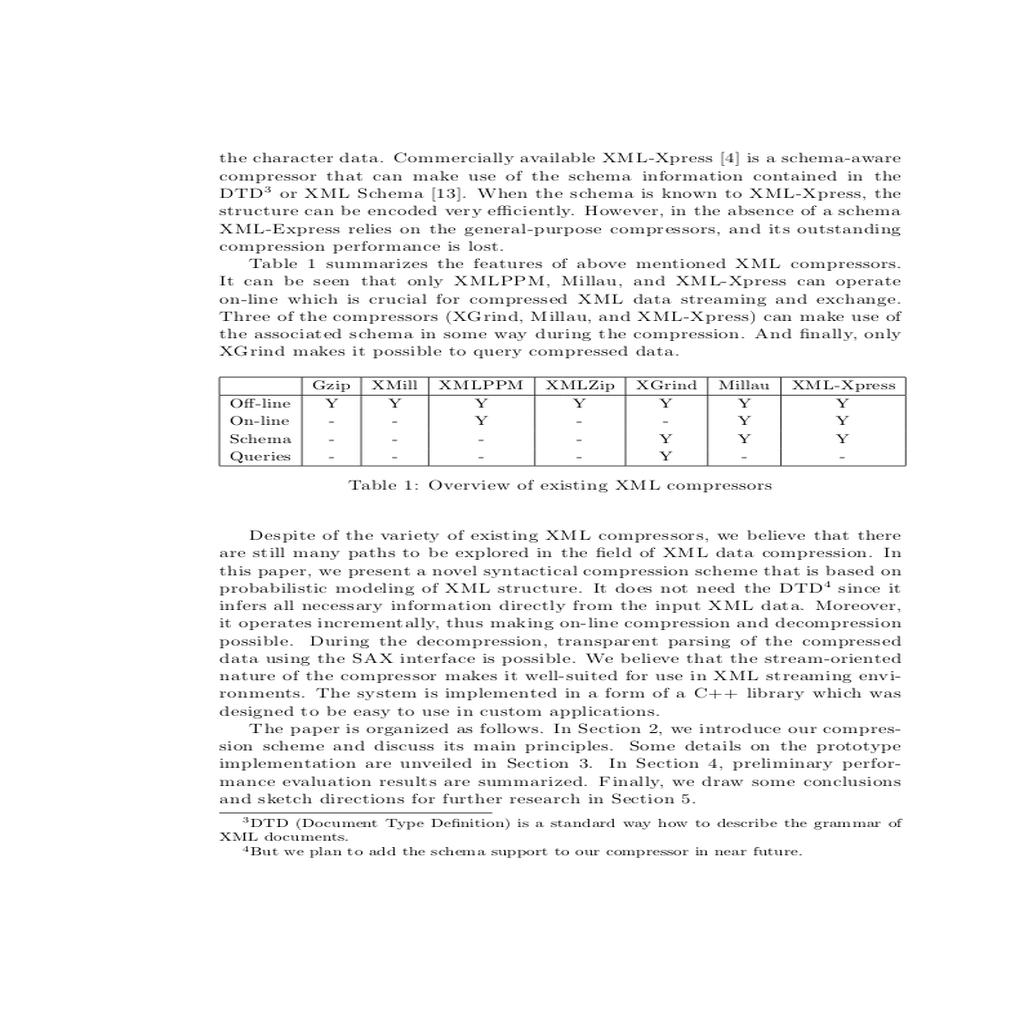 the character data. Commercially available XML-Xpress [4] is a schema-aware
compressor that can make use of the schema information contained in the
DTD³ or XML Schema [13]. When the schema is known to XML-Xpress, the
structure can be encoded very efficiently. However, in the absence of a schema
XML-Express relies on the general-purpose compressors, and its outstanding
compression performance is lost.
Table 1 summarizes the features of above mentioned XML compressors.
It can be seen that only XMLPPM, Millau, and XML-Xpress can operate
on-line which is crucial for compressed XML data streaming and exchange.
Three of the compressors (XGrind, Millau, and XML-Xpress) can make use of
the associated schema in some way during the compression. And finally, only
XGrind makes it possible to query compressed data.
Gzip XMill XMLPPM XMLZip XGrind Millau XML-Xpress
Off-line Y Y Y Y Y Y Y
On-line - - Y - - Y Y
Schema - - - - Y Y Y
Queries - - - - Y - -
Table 1: Overview of existing XML compressors
Despite of the variety of existing XML compressors, we believe that there
are still many paths to be explored in the field of XML data compression. In
this paper, we present a novel syntactical compression scheme that is based on
probabilistic modeling of XML structure. It does not need the DTD⁴ since it
infers all necessary information directly from the input XML data. Moreover,
it operates incrementally, thus making on-line compression and decompression
possible. During the decompression, transparent parsing of the compressed
data using the SAX interface is possible. We believe that the stream-oriented
nature of the compressor makes it well-suited for use in XML streaming envi-
ronments. The system is implemented in a form of a C++ library which was
designed to be easy to use in custom applications.
The paper is organized as follows. In Section 2, we introduce our compres-
sion scheme and discuss its main principles. Some details on the prototype
implementation are unveiled in Section 3. In Section 4, preliminary perfor-
mance evaluation results are summarized. Finally, we draw some conclusions
and sketch directions for further research in Section 5.
³DTD (Document Type Definition) is a standard way how to describe the grammar of
XML documents.
⁴But we plan to add the schema support to our compressor in near future.